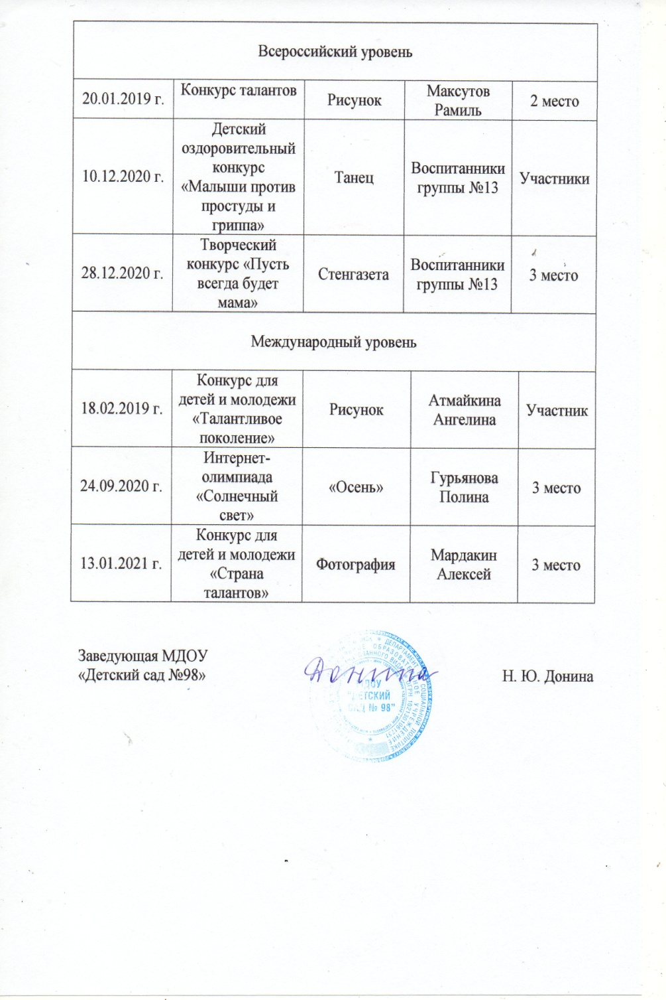 Всероссийский уровень
20.01.2019 г.
Конкурс талантов
Рисунок
Максутов
Рамиль
2 место
10.12.2020 г.
Детский
оздоровительный
конкурс
«Малыши против
простуды и
гриппа»
Танец
Воспитанники
группы №13
Участники
28.12.2020 г.
Творческий
конкурс «Пусть
всегда будет
мама»
Стенгазета
Воспитанники
группы №13
3 место
Международный уровень
18.02.2019 г.
Конкурс для
детей и молодежи
«Талантливое
поколение»
Рисунок
Атмайкина
Ангелина
Участник
24.09.2020 г.
Интернет-
олимпиада
«Солнечный
свет»
«Осень»
Гурьянова
Полина
3 место
13.01.2021 г.
Конкурс для
детей и молодежи
«Страна
талантов»
Фотография
Мардакин
Алексей
3 место
Заведующая МДОУ
«Детский сад №98»
Донина
Н. Ю. Донина
ДЕПАРТАМЕНТ
СОЦИАЛЬНОЙ ПОЛИТИКЕ
УЧРЕЖДЕНИЕ
МДОУ
"ДЕТСКИЙ
САД № 98"